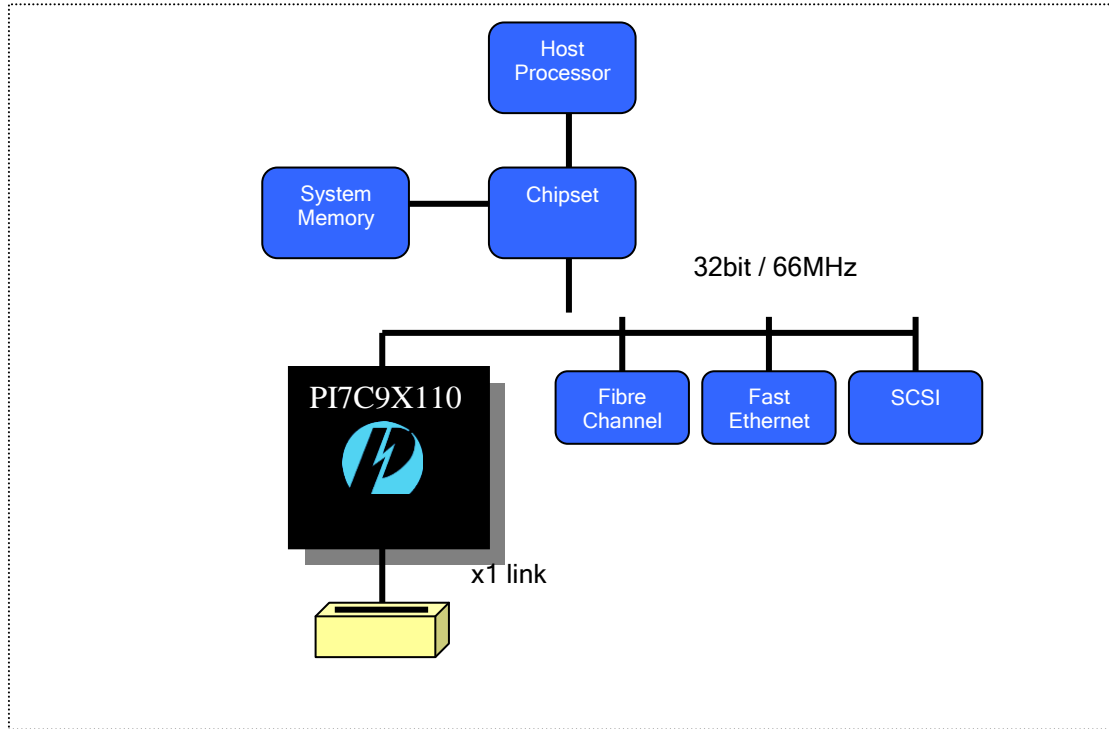 Host
Processor
System
Memory
Chipset
32bit / 66MHz
PI7C9X110
Fibre
Channel
Fast
Ethernet
SCSI
x1 link